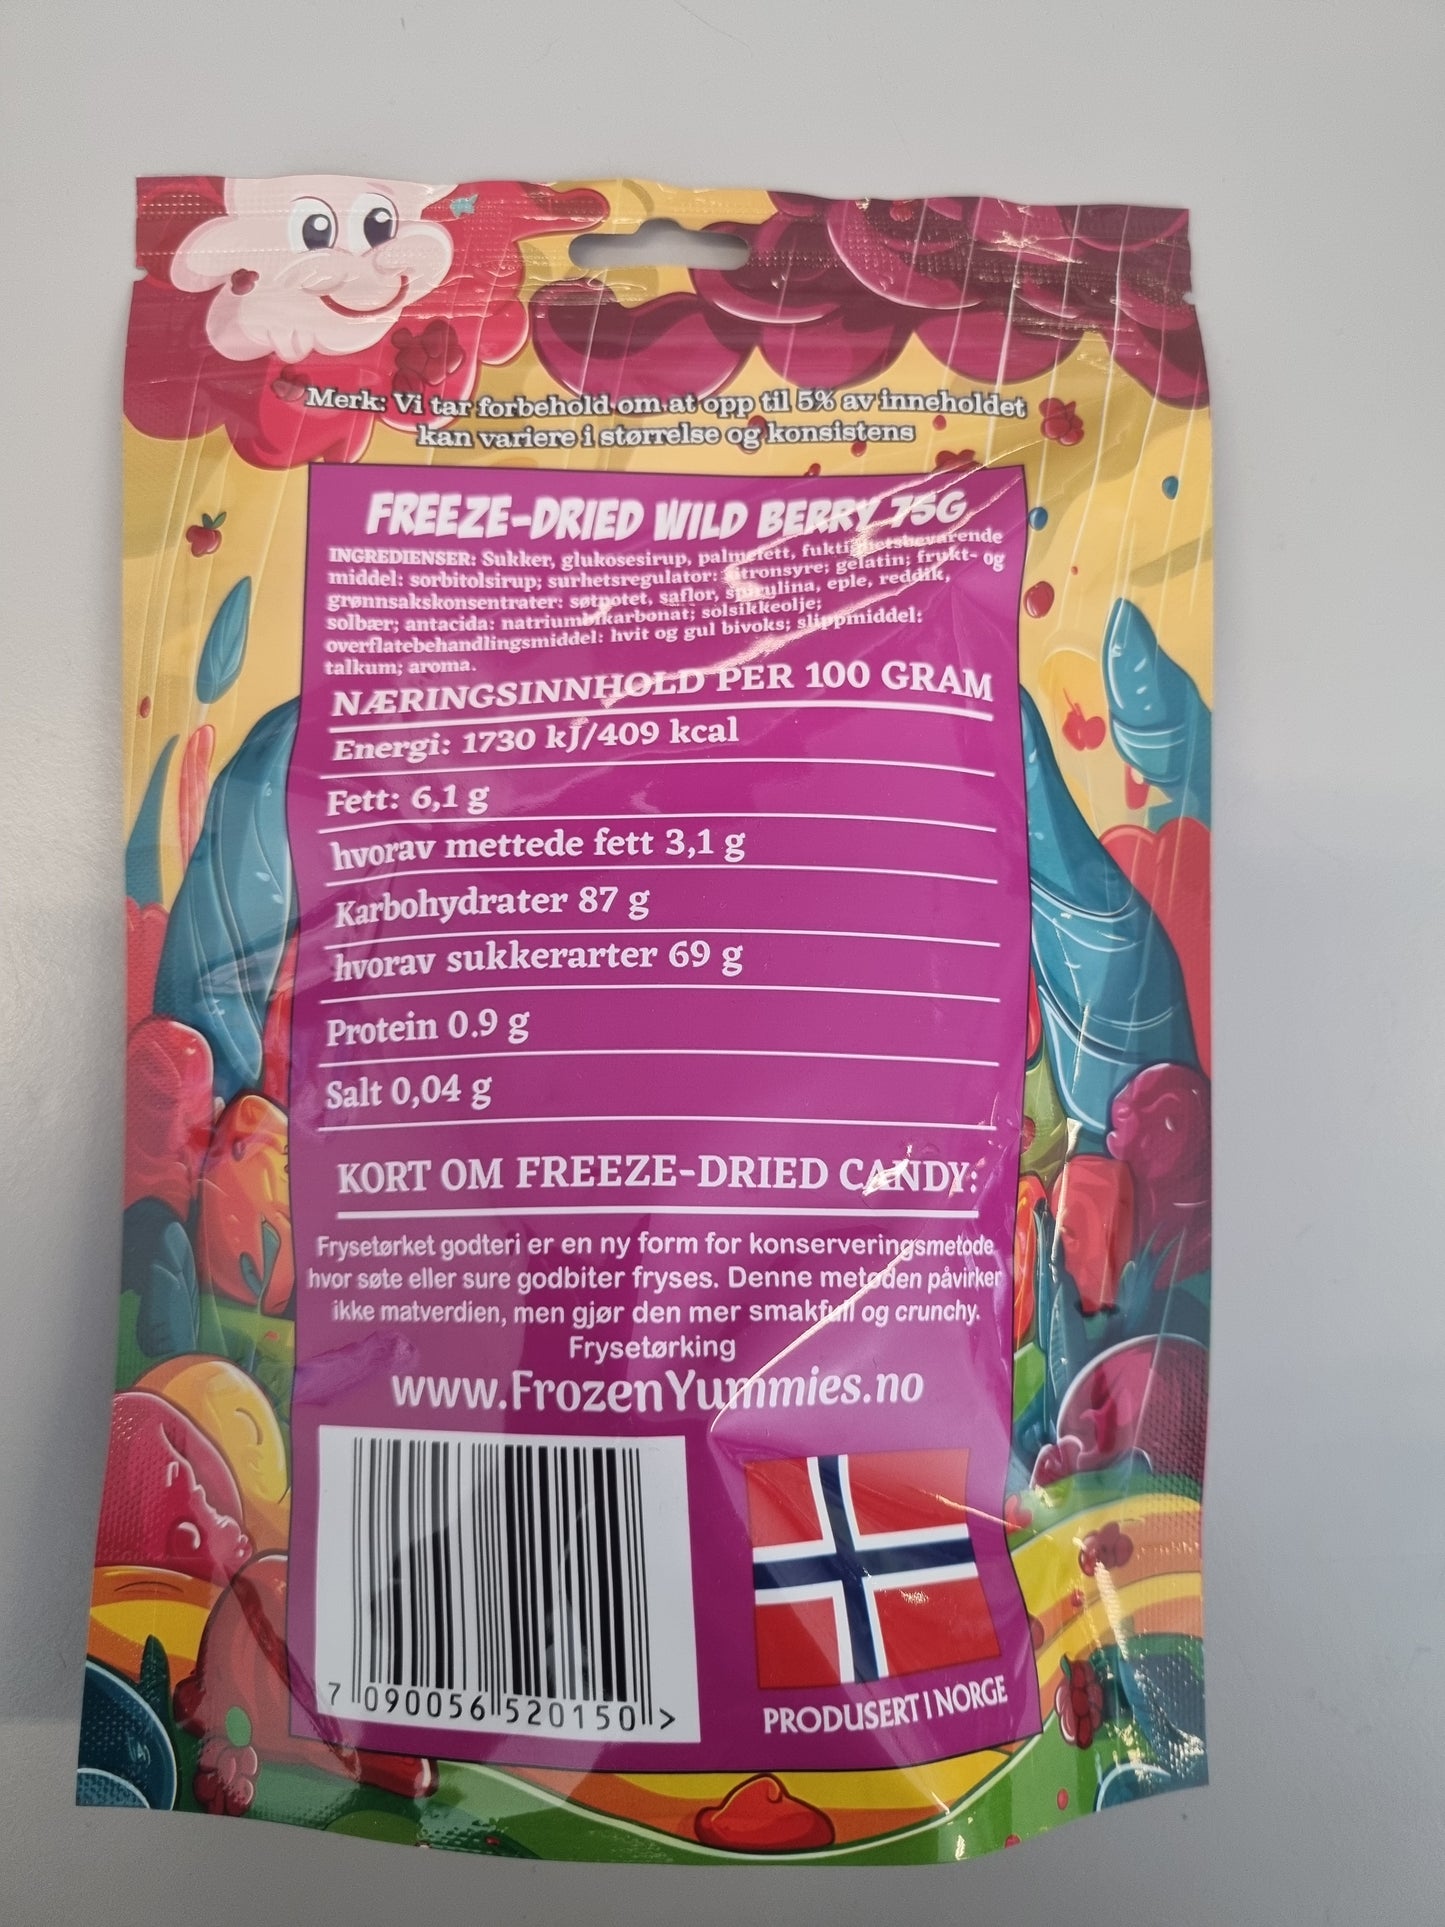 Merk: Vi tar forbehold om at opp til 5% av inneholdet
kan variere i størrelse og konsistens
FREEZE-DRIED WILD BERRY 75G
INGREDIENSER: Sukker, glukosesirup, palmefett, fuktighetsbevarende
middel: sorbitolsirup; surhetsregulator: sitronsyre; gelatin; frukt- og
grønnsakskonsentrater: søtpotet, saflor, spirulina, eple, reddik,
solbær; antacida: natriumbikarbonat; solsikkeolje;
overflatebehandlingsmiddel: hvit og gul bivoks; slippmiddel:
talkum; aroma.
NÆRINGSINNHOLD PER 100 GRAM
Energi: 1730 kJ/409 kcal
Fett: 6,1 g
hvorav mettede fett 3,1 g
Karbohydrater 87 g
hvorav sukkerarter 69 g
Protein 0.9 g
Salt 0,04 g
KORT OM FREEZE-DRIED CANDY:
Frysetørket godteri er en ny form for konserveringsmetode
hvor søte eller sure godbiter fryses. Denne metoden påvirker
ikke matverdien, men gjør den mer smakfull og crunchy.
Frysetørking
www.FrozenYummies.no
7 090056 520150 >
PRODUSERT I NORGE